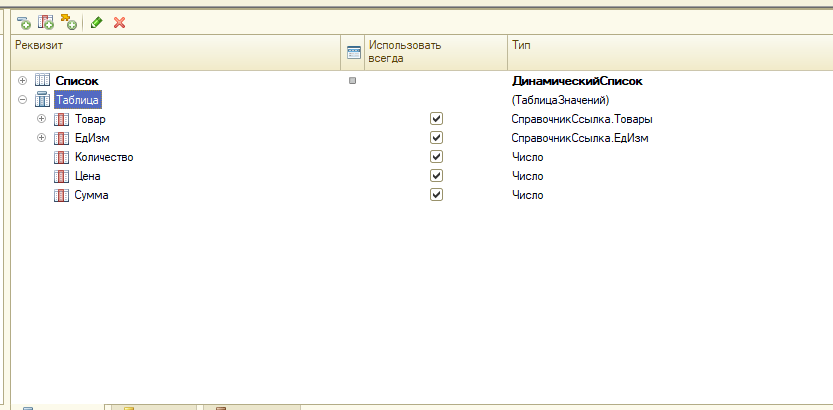 Реквизит Использовать всегда Тип
Список ДинамическийСписок
Таблица (ТаблицаЗначений)
Товар СправочникСсылка.Товары
ЕдИзм СправочникСсылка.ЕдИзм
Количество Число
Цена Число
Сумма Число